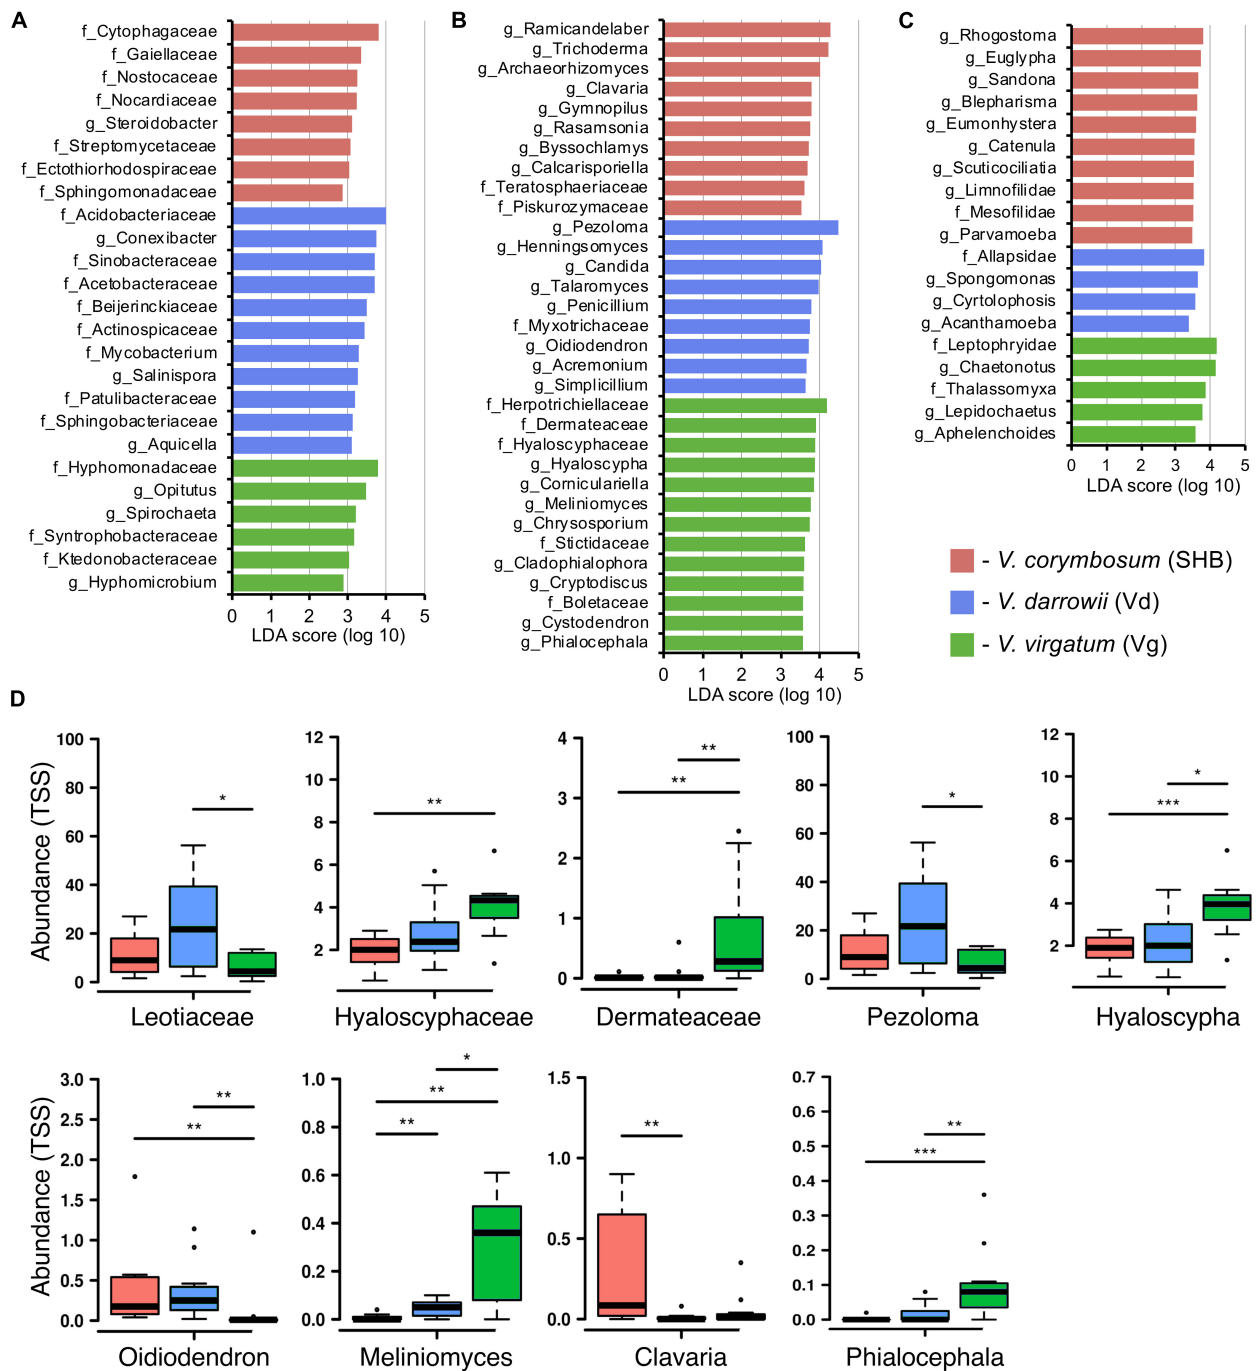 A
f_Cytophagaceae
f_Gaiellaceae
f_Nostocaceae
f_Nocardiaceae
g_Steroidobacter
f_Streptomycetaceae
f_Ectothiorhodospiraceae
f_Sphingomonadaceae
f_Acidobacteriaceae
g_Conexibacter
f_Sinobacteraceae
f_Acetobacteraceae
f_Beijerinckiaceae
f_Actinospicaceae
f_Mycobacterium
g_Salinispora
f_Patulibacteraceae
f_Sphingobacteriaceae
g_Aquicella
f_Hyphomonadaceae
g_Opitutus
g_Spirochaeta
f_Syntrophobacteraceae
f_Ktedonobacteraceae
g_Hyphomicrobium
0 1 2 3 4 5
LDA score (log 10)
B
g_Ramicandelaber
g_Trichoderma
g_Archaeorhizomyces
g_Clavaria
g_Gymnopilus
g_Rasamsonia
g_Byssochlamys
g_Calcarisporiella
f_Teratosphaeriaceae
f_Piskurozymaceae
g_Pezoloma
g_Henningsomyces
g_Candida
g_Talaromyces
g_Penicillium
f_Myxotrichaceae
g_Oidiodendron
g_Acremonium
g_Simplicillium
f_Herpotrichiellaceae
f_Dermateaceae
f_Hyaloscyphaceae
g_Hyaloscypha
g_Corniculariella
g_Meliniomyces
g_Chrysosporium
f_Stictidaceae
g_Cladophialophora
g_Cryptodiscus
f_Boletaceae
g_Cystodendron
g_Phialocephala
0 1 2 3 4 5
LDA score (log 10)
C
g_Rhogostoma
g_Euglypha
g_Sandona
g_Blepharisma
g_Eumonhystera
g_Catenula
g_Scuticociliatia
g_Limnofilidae
f_Mesofilidae
g_Parvamoeba
f_Allapsidae
g_Spongomonas
g_Cyrtolophosis
g_Acanthamoeba
f_Leptophryidae
g_Chaetonotus
f_Thalassomyxa
g_Lepidochaetus
g_Aphelenchoides
0 1 2 3 4 5
LDA score (log 10)
- V. corymbosum (SHB)
- V. darrowii (Vd)
- V. virgatum (Vg)
D
Abundance (TSS)
100
80
60
40
20
0
*
Leotiaceae
12
10
8
6
4
2
**
Hyaloscyphaceae
4
3
2
1
0
**
**
Dermateaceae
100
80
60
40
20
0
*
Pezoloma
12
10
8
6
4
2
*
***
Hyaloscypha
Abundance (TSS)
3.0
2.5
2.0
1.5
1.0
0.5
0.0
**
**
Oidiodendron
1.0
0.8
0.6
0.4
0.2
0.0
*
**
**
Meliniomyces
1.5
1.0
0.5
0.0
**
Clavaria
0.7
0.6
0.5
0.4
0.3
0.2
0.1
0.0
**
***
Phialocephala